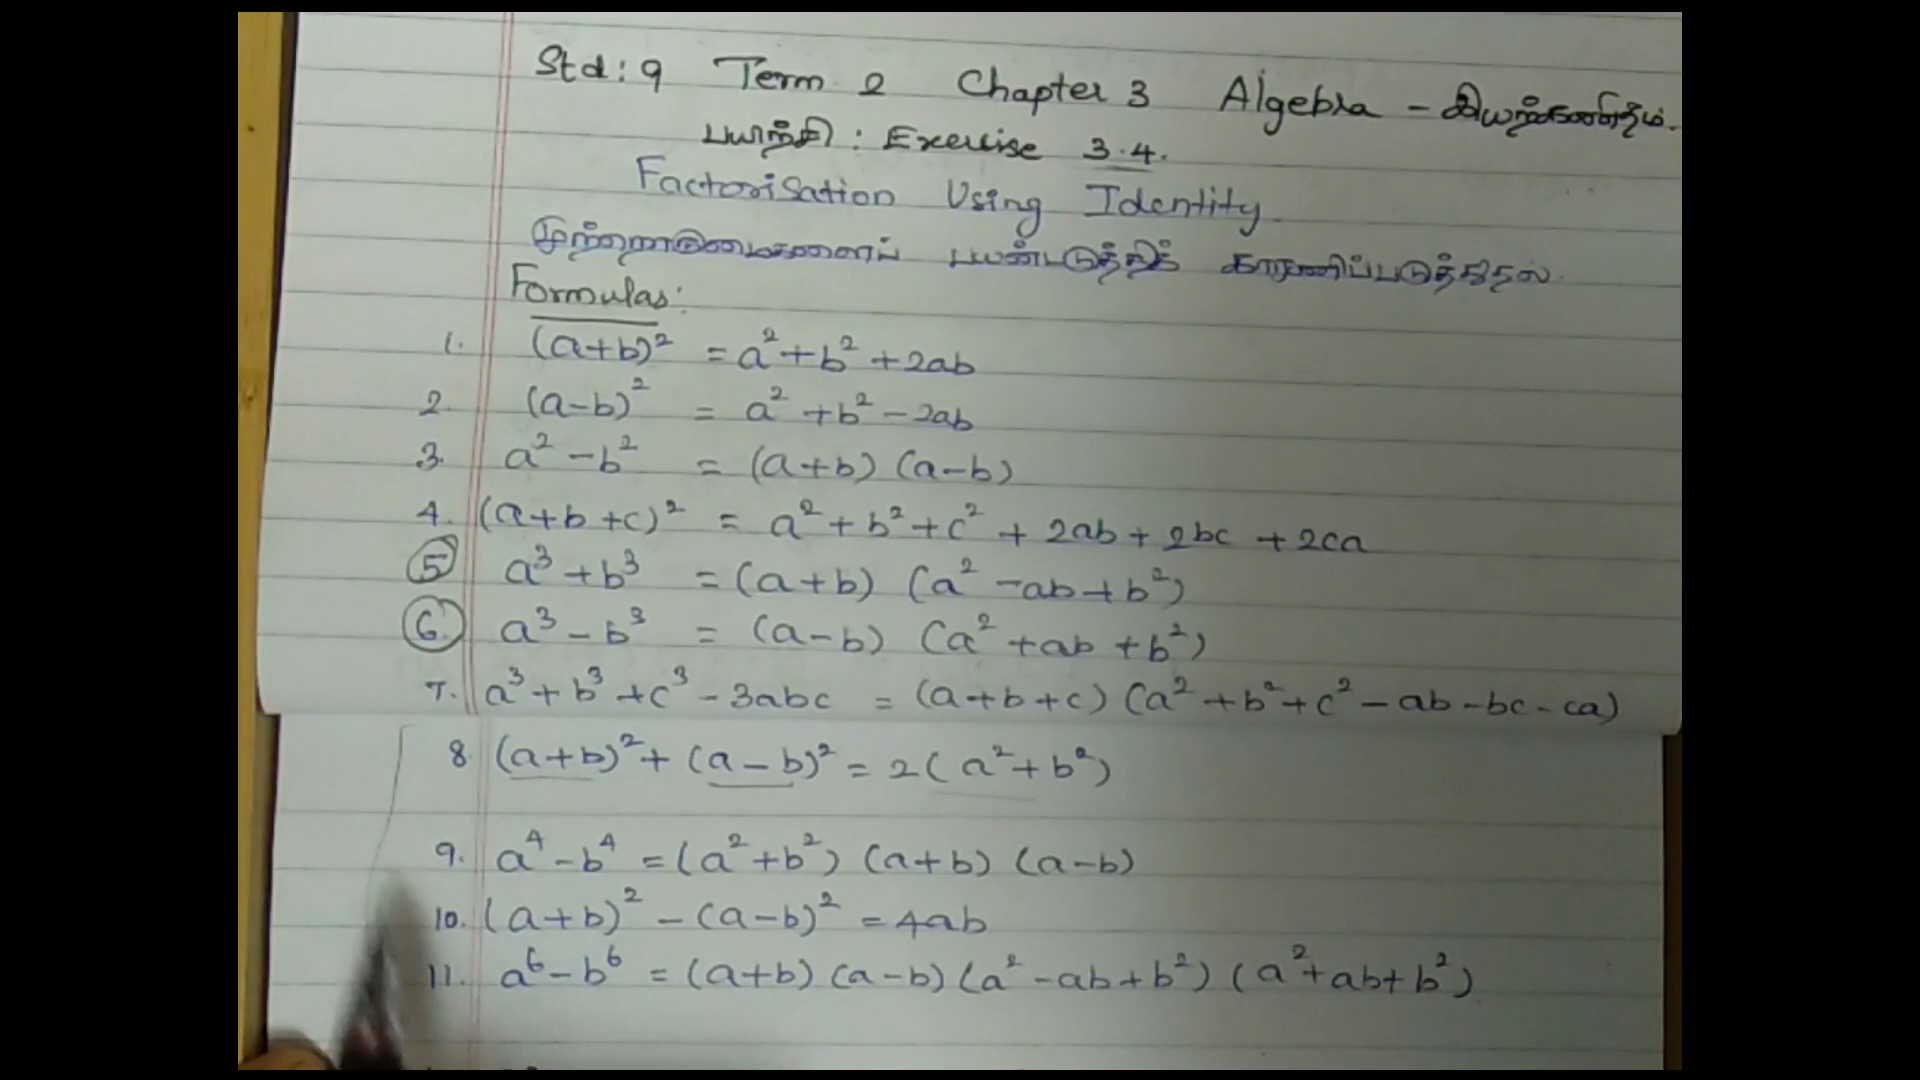 Std: 9 Term 2 Chapter 3 Algebra - இயற்கணிதம்.
பயிற்சி : Exercise 3.4.
Factorisation Using Identity
முற்றொருமைகளைப் பயன்படுத்திக் காரணிப்படுத்துதல்
Formulas:
1. (a+b)² = a²+b²+2ab
2. (a-b)² = a²+b²-2ab
3. a²-b² = (a+b) (a-b)
4. (a+b+c)² = a²+b²+c²+2ab+2bc+2ca
5 a³+b³ = (a+b) (a²-ab+b²)
6. a³-b³ = (a-b) (a²+ab+b²)
7. a³+b³+c³-3abc = (a+b+c) (a²+b²+c²-ab-bc-ca)
8 (a+b)²+(a-b)² = 2(a²+b²)
9. a⁴-b⁴ = (a²+b²) (a+b) (a-b)
10. (a+b)²-(a-b)² = 4ab
11. a⁶-b⁶ = (a+b) (a-b) (a²-ab+b²) (a²+ab+b²)